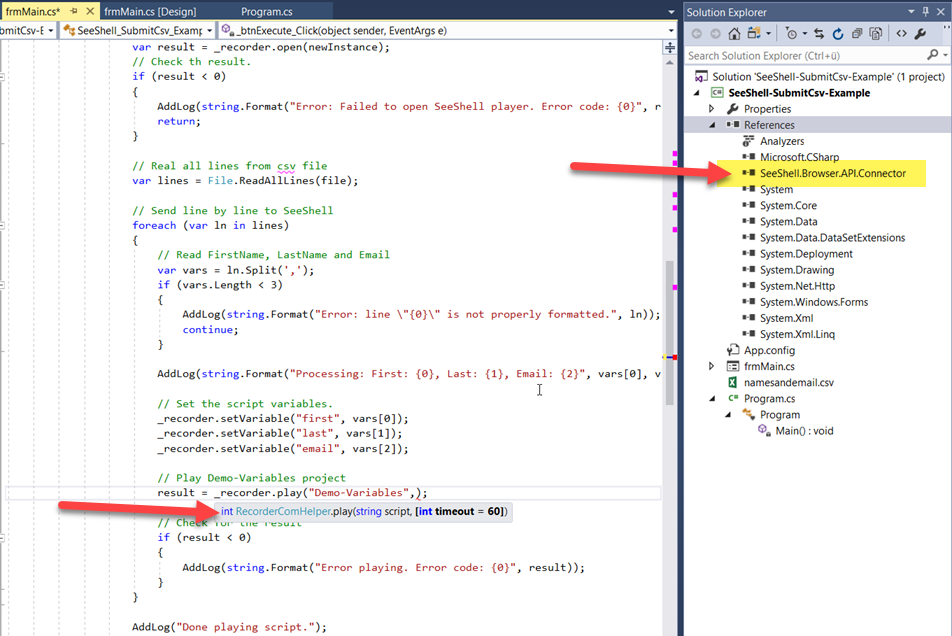 frmMain.cs*
frmMain.cs [Design]
Program.cs
SeeShell_SubmitCsv_Examp
_btnExecute_Click(object sender, EventArgs e)
var result = _recorder.open(newInstance);
// Check th result.
if (result < 0)
{
AddLog(string.Format("Error: Failed to open SeeShell player. Error code: {0}", r
return;
}
// Real all lines from csv file
var lines = File.ReadAllLines(file);
// Send line by line to SeeShell
foreach (var ln in lines)
{
// Read FirstName, LastName and Email
var vars = ln.Split(',');
if (vars.Length < 3)
{
AddLog(string.Format("Error: line \"{0}\" is not properly formatted.", ln));
continue;
}
AddLog(string.Format("Processing: First: {0}, Last: {1}, Email: {2}", vars[0], v
// Set the script variables.
_recorder.setVariable("first", vars[0]);
_recorder.setVariable("last", vars[1]);
_recorder.setVariable("email", vars[2]);
// Play Demo-Variables project
result = _recorder.play("Demo-Variables",);
int RecorderComHelper.play(string script, [int timeout = 60])
// Check for the result
if (result < 0)
{
AddLog(string.Format("Error playing. Error code: {0}", result));
}
}
AddLog("Done playing script.");
Solution Explorer
Search Solution Explorer (Ctrl+ü)
Solution 'SeeShell-SubmitCsv-Example' (1 project)
SeeShell-SubmitCsv-Example
Properties
References
Analyzers
Microsoft.CSharp
SeeShell.Browser.API.Connector
System
System.Core
System.Data
System.Data.DataSetExtensions
System.Deployment
System.Drawing
System.Net.Http
System.Windows.Forms
System.Xml
System.Xml.Linq
App.config
frmMain.cs
namesandemail.csv
Program.cs
Program
Main() : void